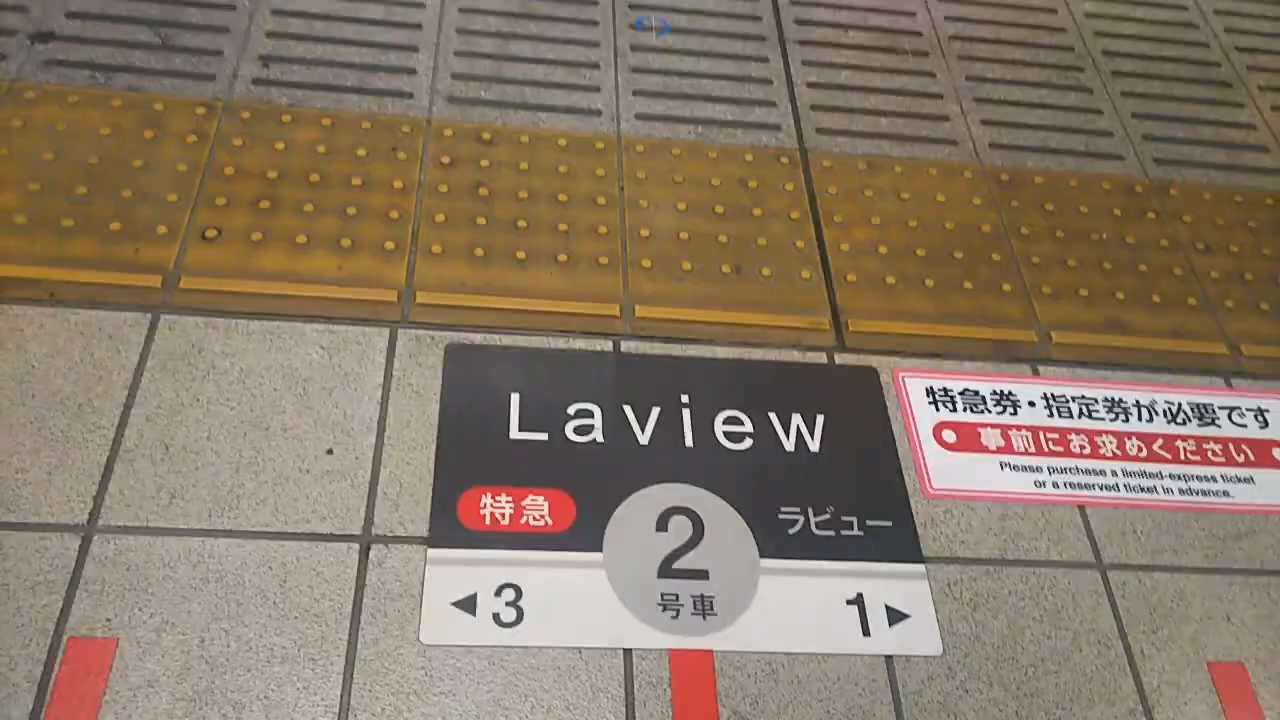 Laview
特急
ラビュー
2
号車
◀3
1▶
特急券・指定券が必要です
● 事前にお求めください ●
Please purchase a limited-express ticket
or a reserved ticket in advance.